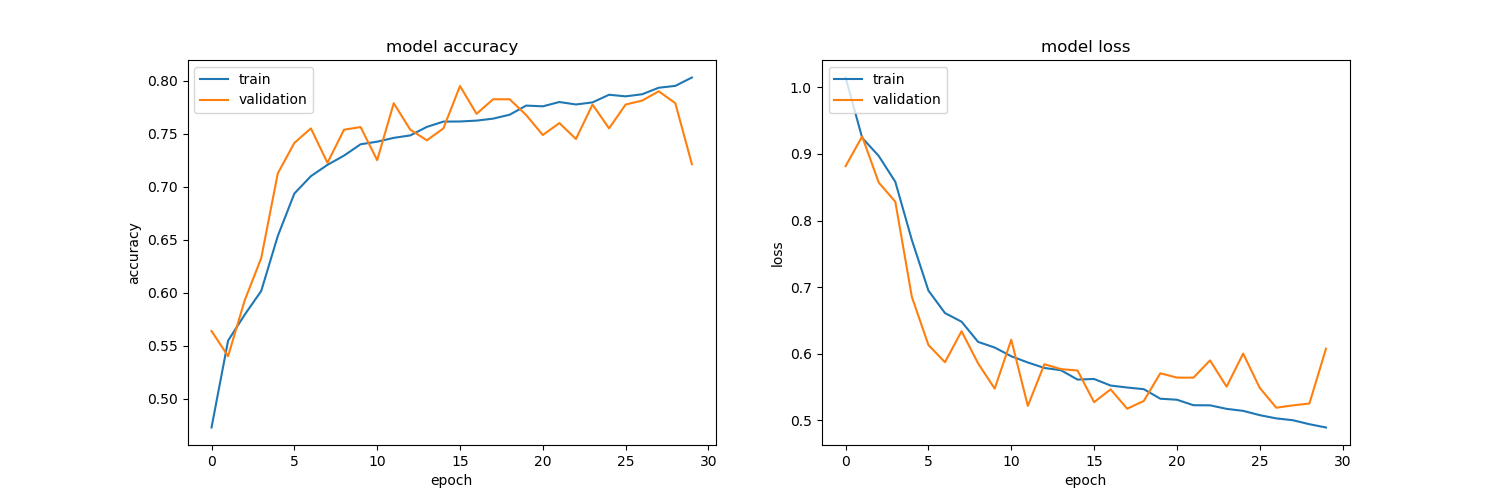 model accuracy
train
validation
0.80
0.75
0.70
0.65
0.60
0.55
0.50
accuracy
0 5 10 15 20 25 30
epoch
model loss
train
validation
1.0
0.9
0.8
0.7
0.6
0.5
loss
0 5 10 15 20 25 30
epoch